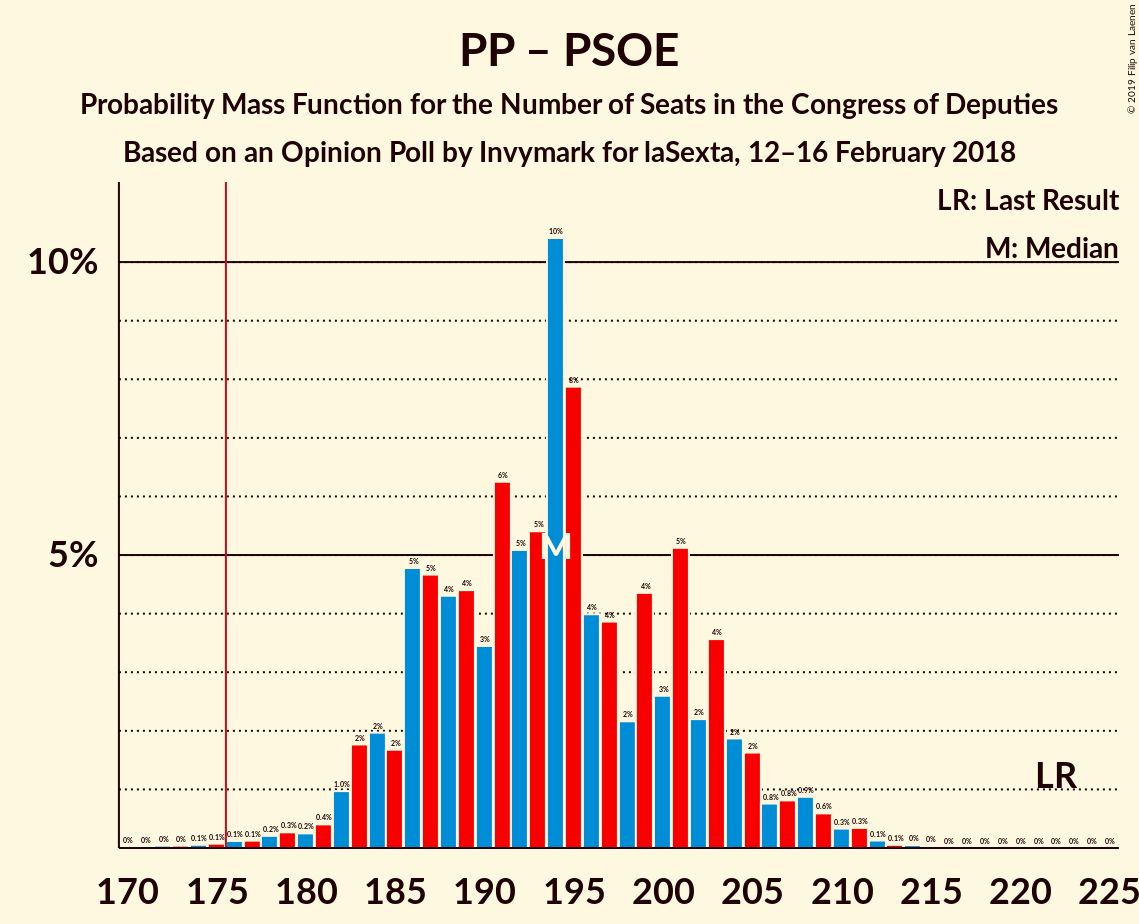 © 2019 Filip van Laenen
PP – PSOE
Probability Mass Function for the Number of Seats in the Congress of Deputies
Based on an Opinion Poll by Invymark for laSexta, 12–16 February 2018
LR: Last Result
M: Median
10%
5%
0% 0% 0% 0% 0.1% 0.1% 0.1% 0.1% 0.2% 0.3% 0.2% 0.4% 1.0% 2% 2% 2% 5% 5% 4% 4% 3% 6% 5% 5% 10% 8% 4% 4% 2% 4% 3% 5% 2% 4% 2% 2% 0.8% 0.8% 0.9% 0.6% 0.3% 0.3% 0.1% 0.1% 0% 0% 0% 0% 0% 0% 0% 0% 0% 0% 0% 0%
M
LR
170 175 180 185 190 195 200 205 210 215 220 225